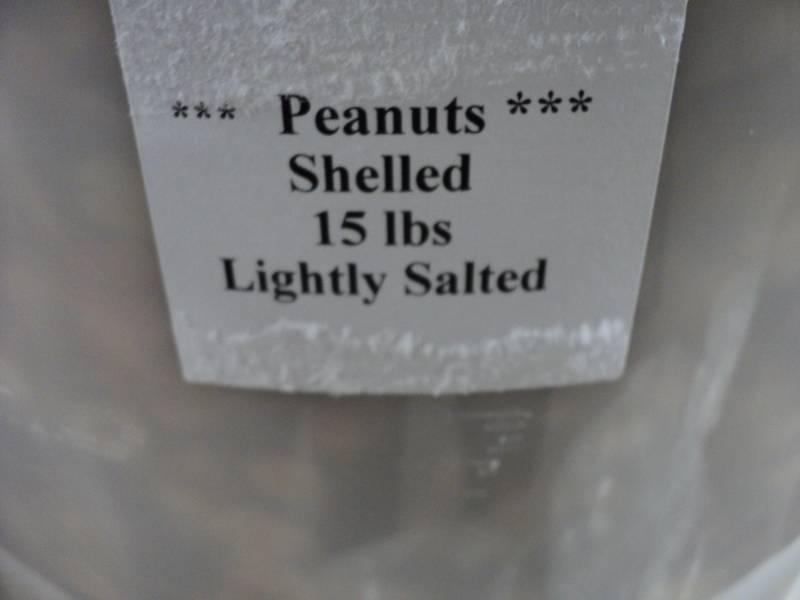 *** Peanuts ***
Shelled
15 lbs
Lightly Salted